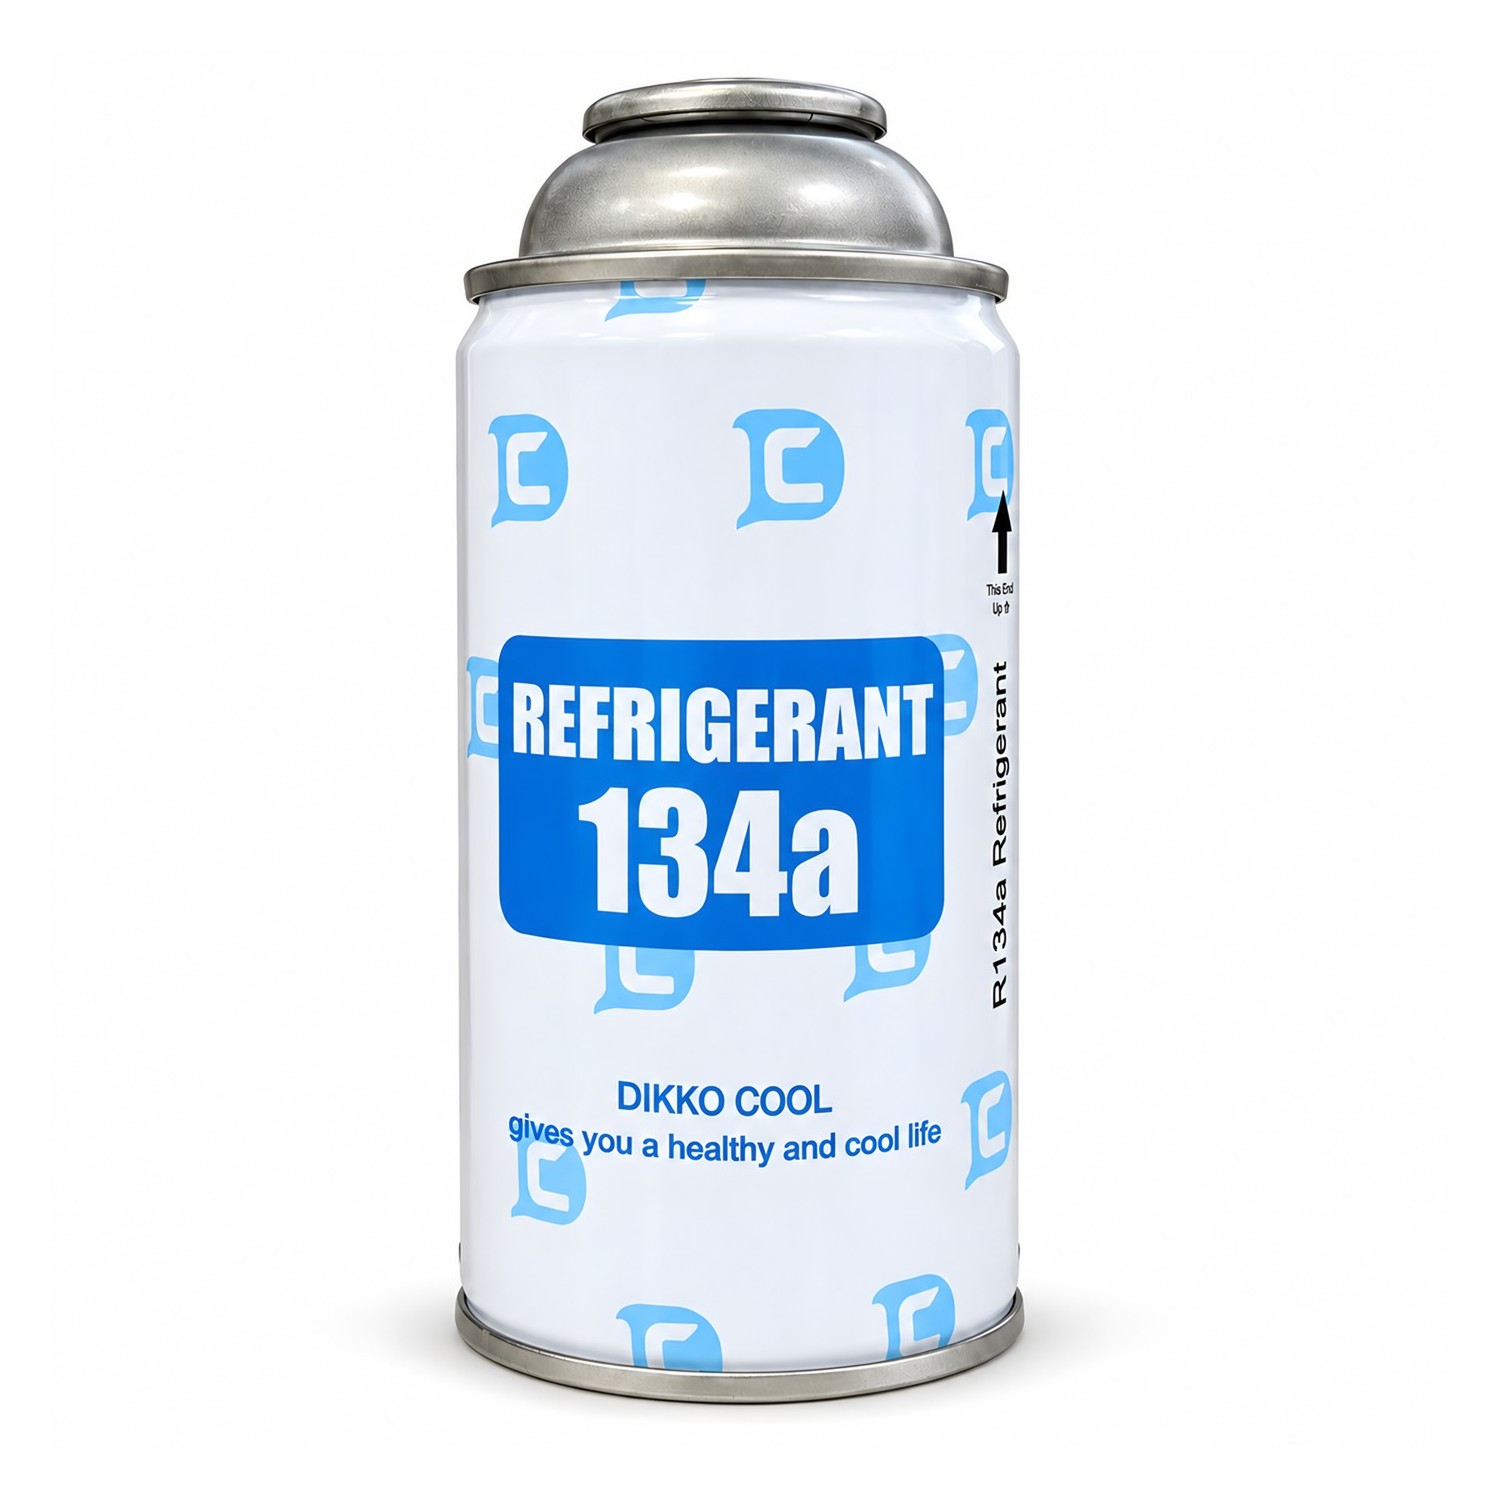 REFRIGERANT
134a
DIKKO COOL
gives you a healthy and cool life
This End
Up ⇧
R134a Refrigerant